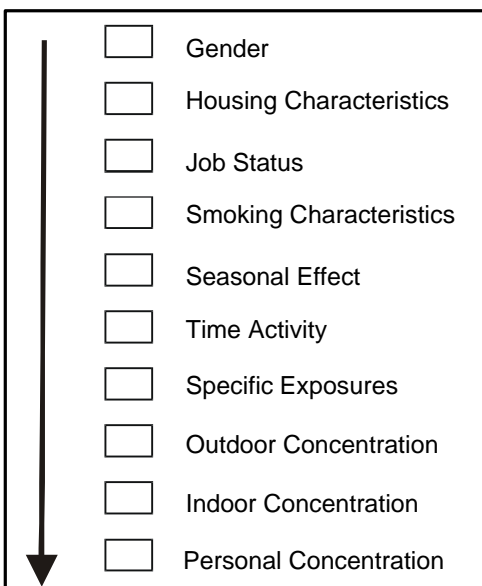 Gender
Housing Characteristics
Job Status
Smoking Characteristics
Seasonal Effect
Time Activity
Specific Exposures
Outdoor Concentration
Indoor Concentration
Personal Concentration